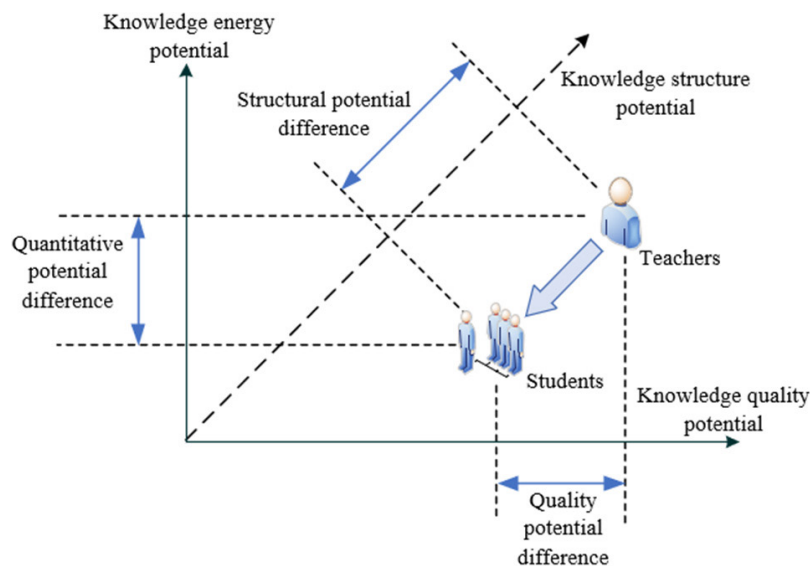 Knowledge energy
potential
Knowledge structure
potential
Structural potential
difference
Quantitative
potential
difference
Teachers
Students
Knowledge quality
potential
Quality
potential
difference